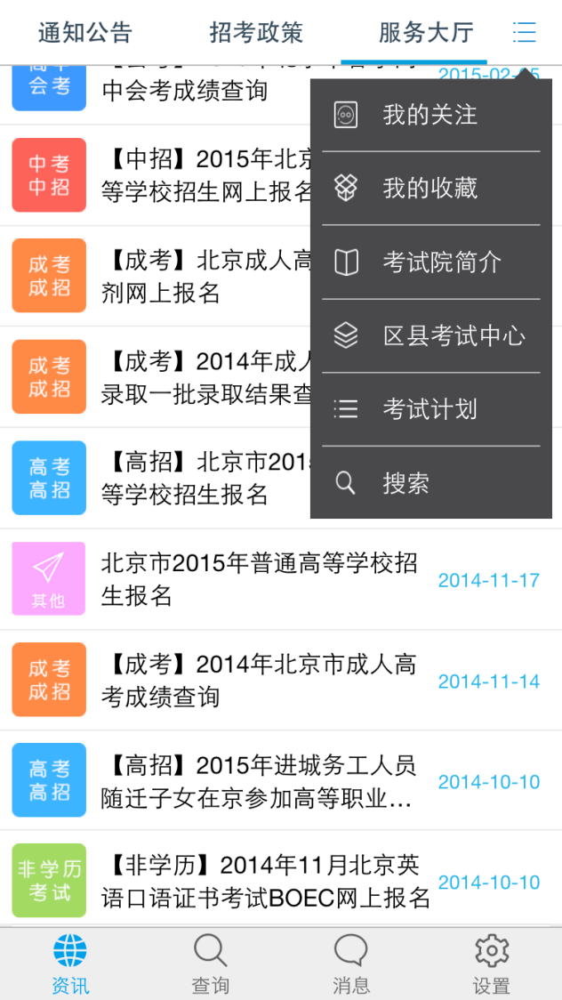 通知公告
招考政策
服务大厅
会考
中会考成绩查询
2015-02-
中考
中招
【中招】2015年北京
等学校招生网上报名
成考
成招
【成考】北京成人高
剂网上报名
成考
成招
【成考】2014年成人
录取一批录取结果查
高考
高招
【高招】北京市201
等学校招生报名
我的关注
我的收藏
考试院简介
区县考试中心
考试计划
搜索
其他
北京市2015年普通高等学校招
生报名
2014-11-17
成考
成招
【成考】2014年北京市成人高
考成绩查询
2014-11-14
高考
高招
【高招】2015年进城务工人员
随迁子女在京参加高等职业...
2014-10-10
非学历
考试
【非学历】2014年11月北京英
语口语证书考试BOEC网上报名
2014-10-10
资讯
查询
消息
设置